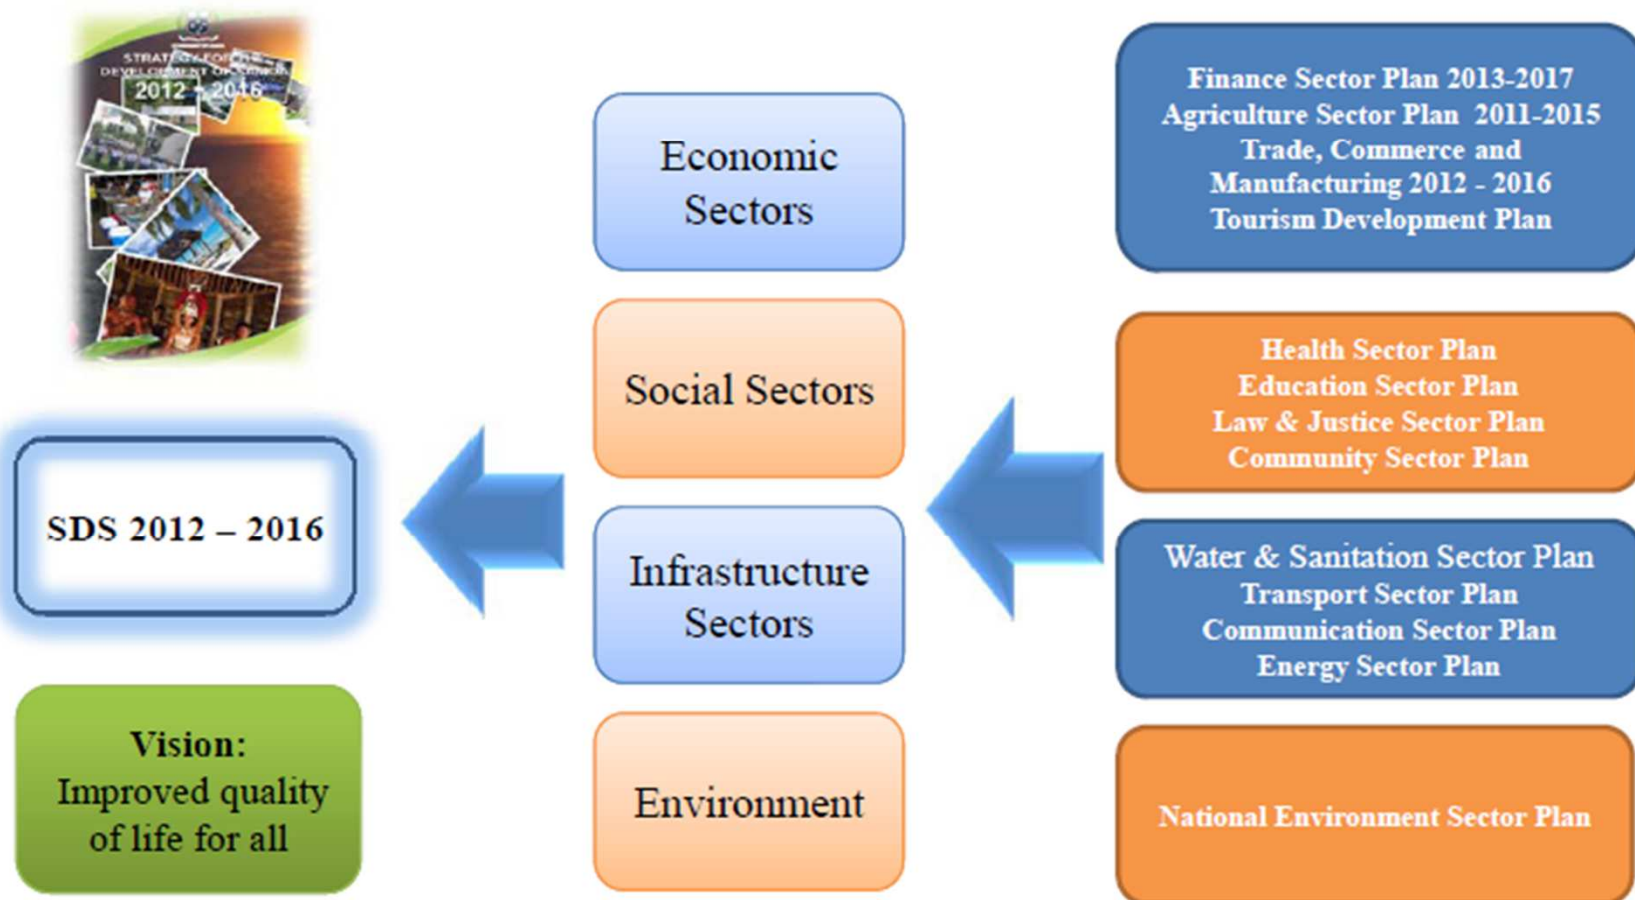 STRATEGY FOR THE
DEVELOPMENT OF SAMOA
2012 - 2016
SDS 2012 – 2016
Vision:
Improved quality
of life for all
Economic
Sectors
Social Sectors
Infrastructure
Sectors
Environment
Finance Sector Plan 2013-2017
Agriculture Sector Plan 2011-2015
Trade, Commerce and
Manufacturing 2012 - 2016
Tourism Development Plan
Health Sector Plan
Education Sector Plan
Law & Justice Sector Plan
Community Sector Plan
Water & Sanitation Sector Plan
Transport Sector Plan
Communication Sector Plan
Energy Sector Plan
National Environment Sector Plan